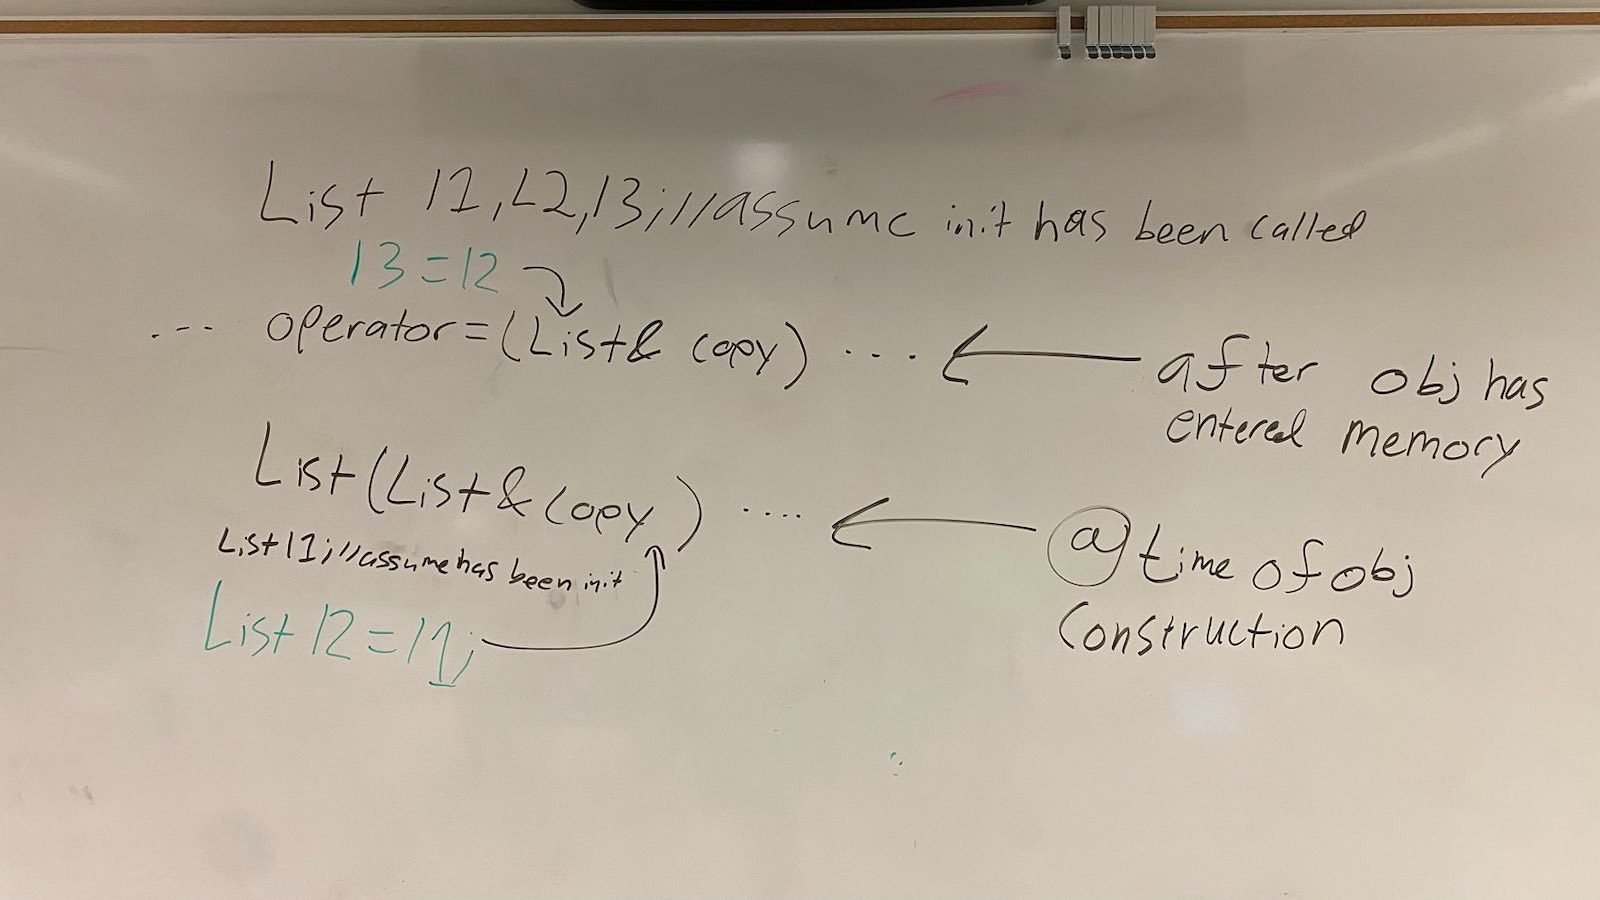 List l1,L2,l3;//assume init has been called
l3=l2
... operator=(List& copy) ...
after obj has
entered memory
List(List& copy) ....
List l1;//assume has been init
List l2=l1;
@ time of obj
construction